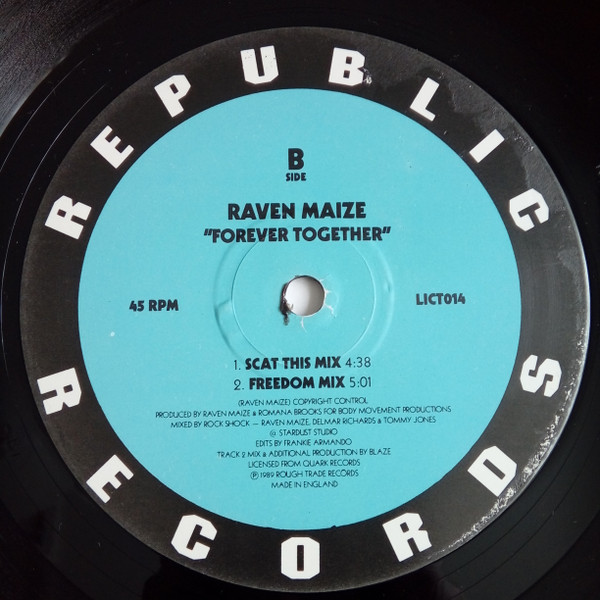 REPUBLIC
RECORDS
B
SIDE
RAVEN MAIZE
"FOREVER TOGETHER"
45 RPM
LICT014
1. SCAT THIS MIX 4:38
2. FREEDOM MIX 5:01
(RAVEN MAIZE) COPYRIGHT CONTROL
PRODUCED BY RAVEN MAIZE & ROMANA BROOKS FOR BODY MOVEMENT PRODUCTIONS
MIXED BY ROCK SHOCK — RAVEN MAIZE, DELMAR RICHARDS & TOMMY JONES
@ STARDUST STUDIO
EDITS BY FRANKIE ARMANDO
TRACK 2 MIX & ADDITIONAL PRODUCTION BY BLAZE
LICENSED FROM QUARK RECORDS
℗ 1989 ROUGH TRADE RECORDS
MADE IN ENGLAND